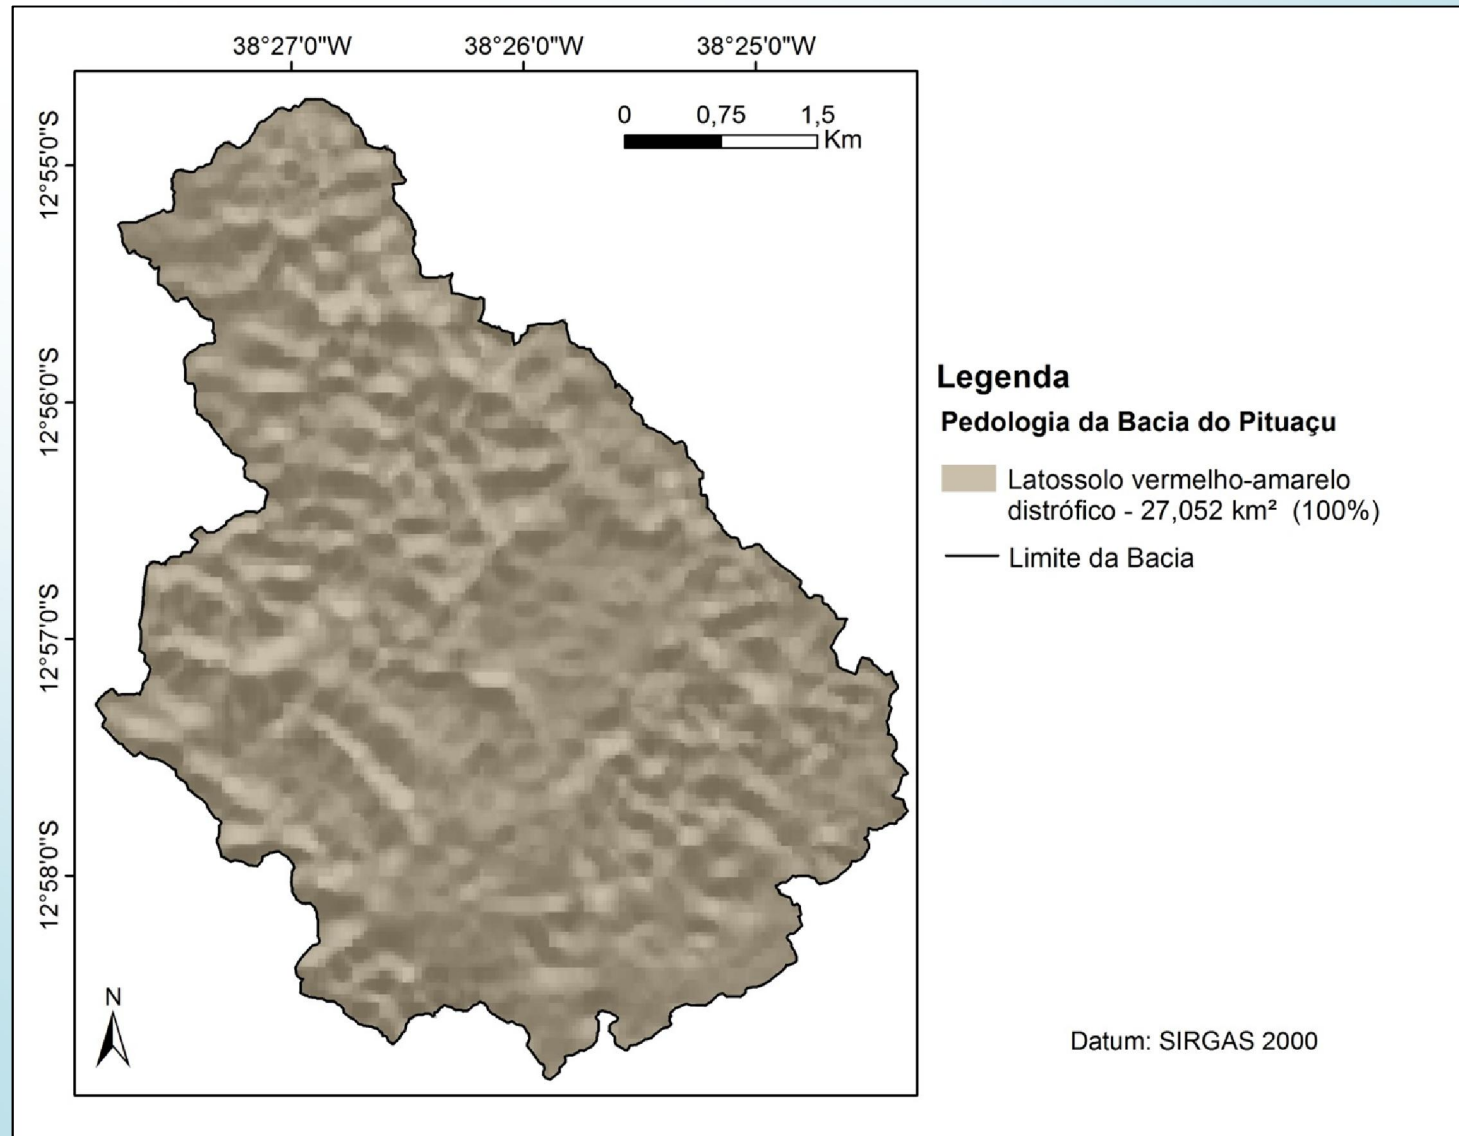 38°27'0"W
38°26'0"W
38°25'0"W
0
0,75
1,5
Km
12°55'0"S
12°56'0"S
12°57'0"S
12°58'0"S
N
Legenda
Pedologia da Bacia do Pituaçu
Latossolo vermelho-amarelo
distrófico - 27,052 km² (100%)
Limite da Bacia
Datum: SIRGAS 2000